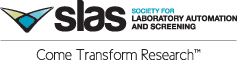 slas
SOCIETY FOR
LABORATORY AUTOMATION
AND SCREENING
Come Transform Research™